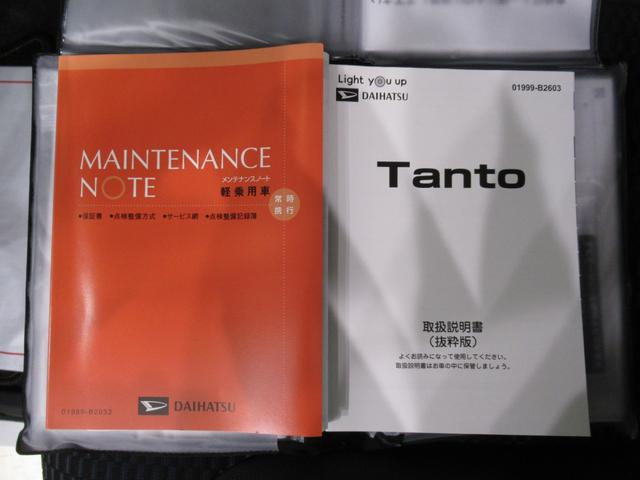 MAINTENANCE
NOTE
メンテナンスノート
軽乗用車
常時
携行
•保証書 •点検整備方式 •サービス網 •点検整備記録簿
01999-B2032
DAIHATSU
Light you up
DAIHATSU
01999-B2603
Tanto
取扱説明書
(抜粋版)
よくお読みになって使用してください。
取扱説明書はお車の中に保管しましょう。